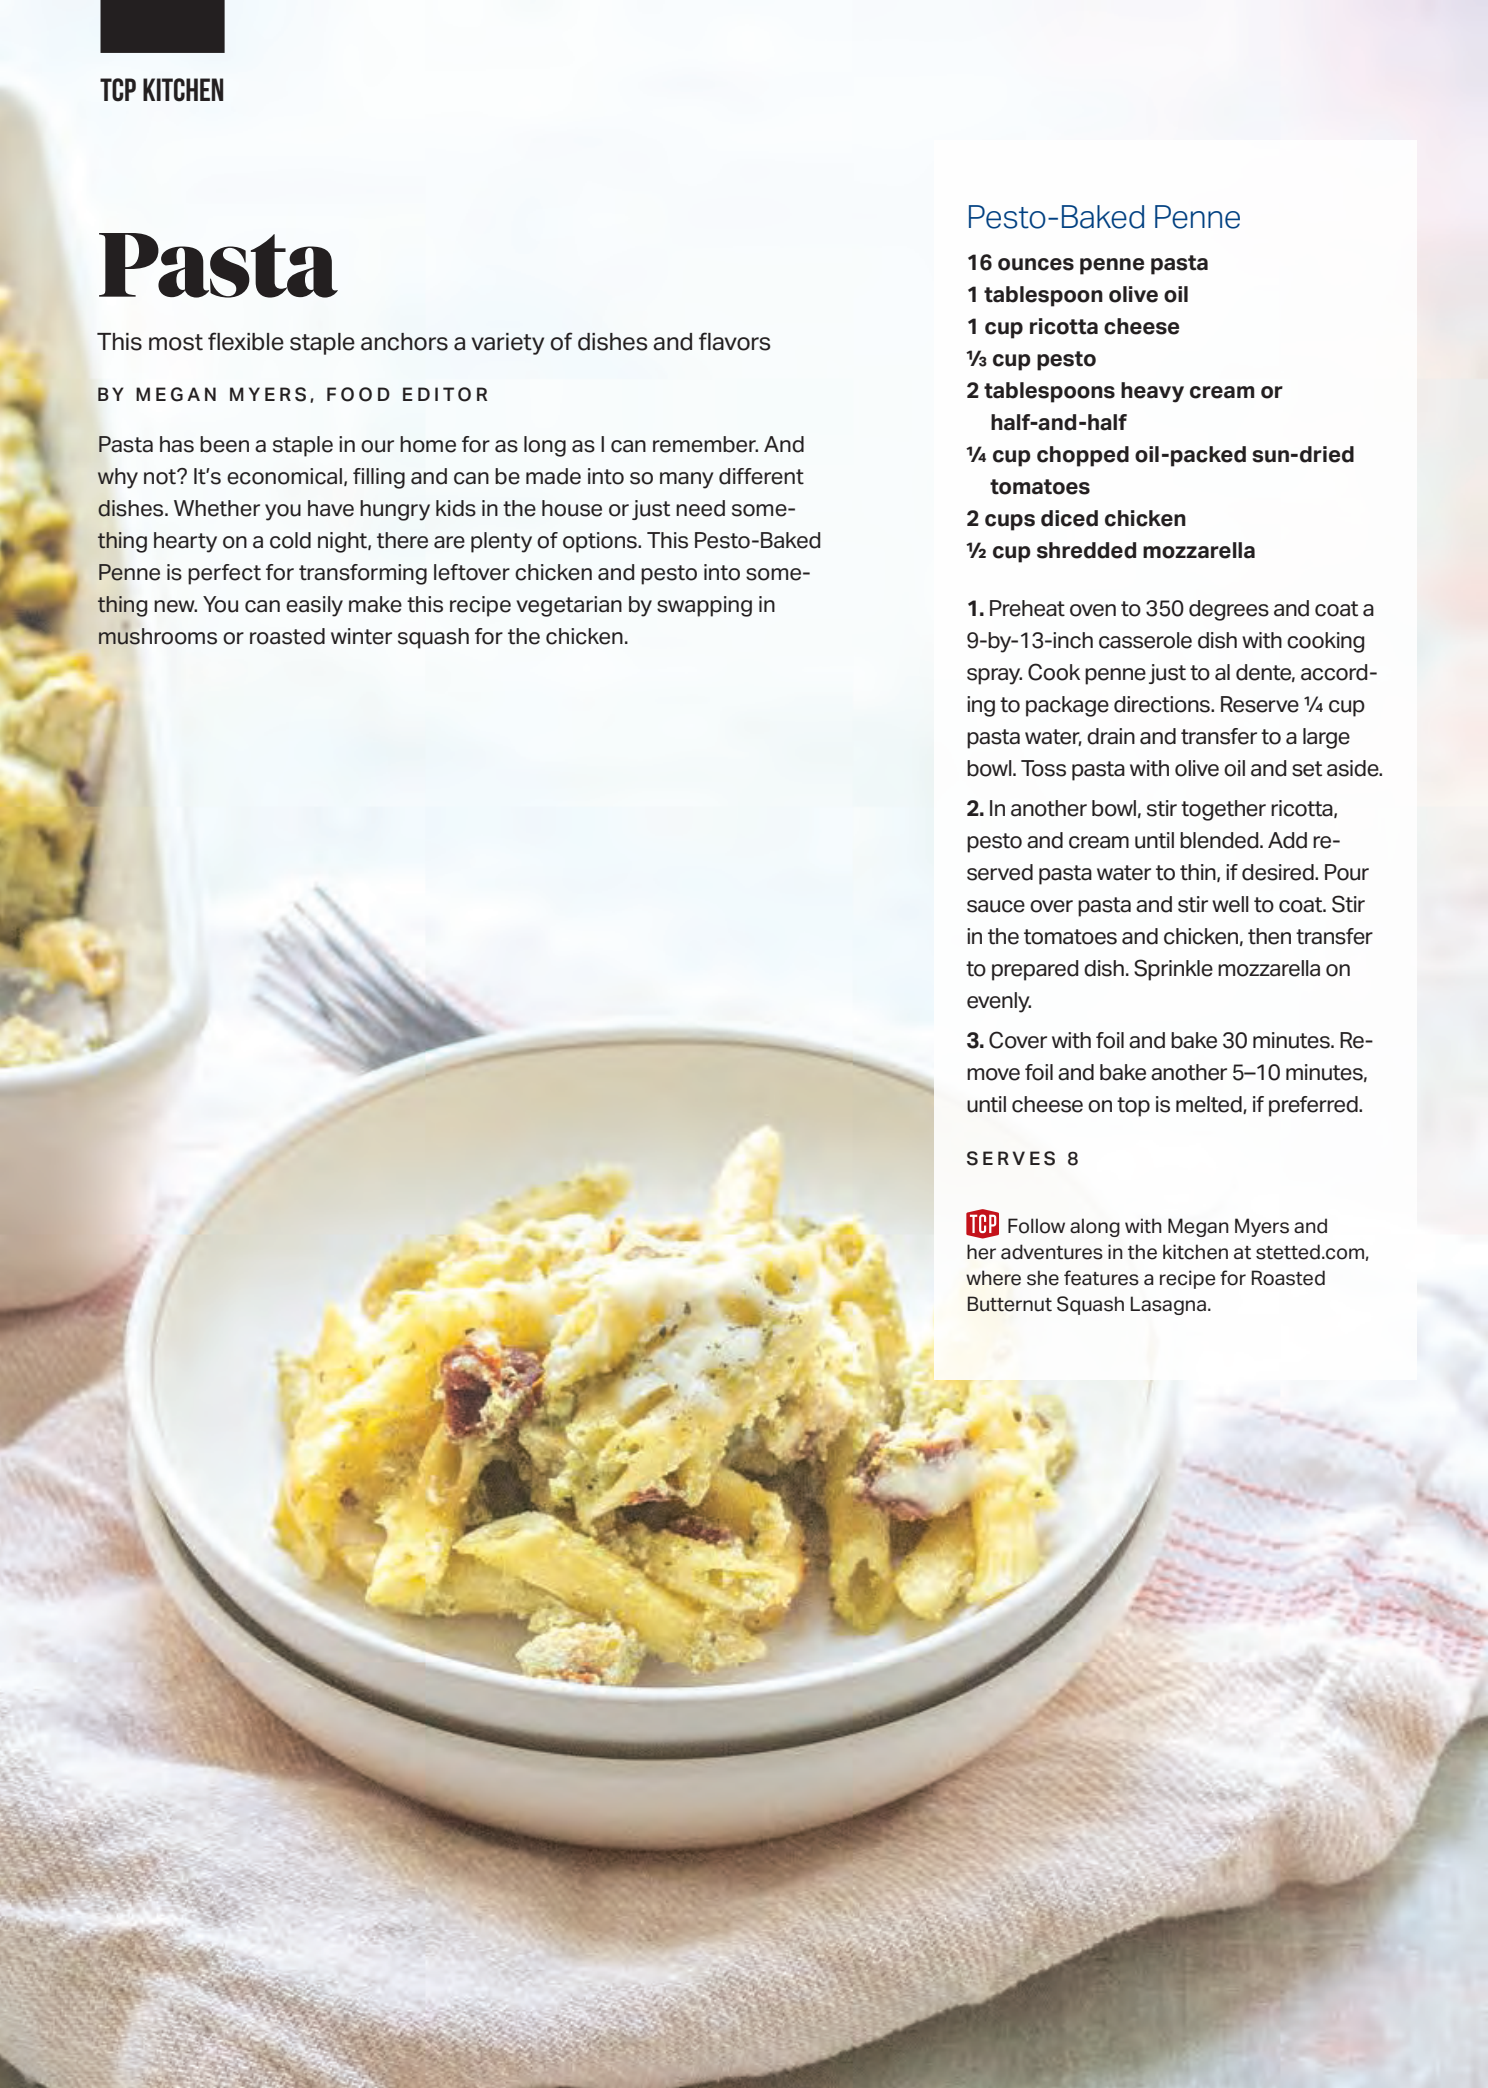 TCP KITCHEN
Pasta
This most flexible staple anchors a variety of dishes and flavors
BY MEGAN MYERS, FOOD EDITOR
Pasta has been a staple in our home for as long as I can remember. And
why not? It’s economical, filling and can be made into so many different
dishes. Whether you have hungry kids in the house or just need some-
thing hearty on a cold night, there are plenty of options. This Pesto-Baked
Penne is perfect for transforming leftover chicken and pesto into some-
thing new. You can easily make this recipe vegetarian by swapping in
mushrooms or roasted winter squash for the chicken.
Pesto-Baked Penne
16 ounces penne pasta
1 tablespoon olive oil
1 cup ricotta cheese
⅓ cup pesto
2 tablespoons heavy cream or
half-and-half
¼ cup chopped oil-packed sun-dried
tomatoes
2 cups diced chicken
½ cup shredded mozzarella
1. Preheat oven to 350 degrees and coat a
9-by-13-inch casserole dish with cooking
spray. Cook penne just to al dente, accord-
ing to package directions. Reserve ¼ cup
pasta water, drain and transfer to a large
bowl. Toss pasta with olive oil and set aside.
2. In another bowl, stir together ricotta,
pesto and cream until blended. Add re-
served pasta water to thin, if desired. Pour
sauce over pasta and stir well to coat. Stir
in the tomatoes and chicken, then transfer
to prepared dish. Sprinkle mozzarella on
evenly.
3. Cover with foil and bake 30 minutes. Re-
move foil and bake another 5–10 minutes,
until cheese on top is melted, if preferred.
SERVES 8
TCP Follow along with Megan Myers and
her adventures in the kitchen at stetted.com,
where she features a recipe for Roasted
Butternut Squash Lasagna.